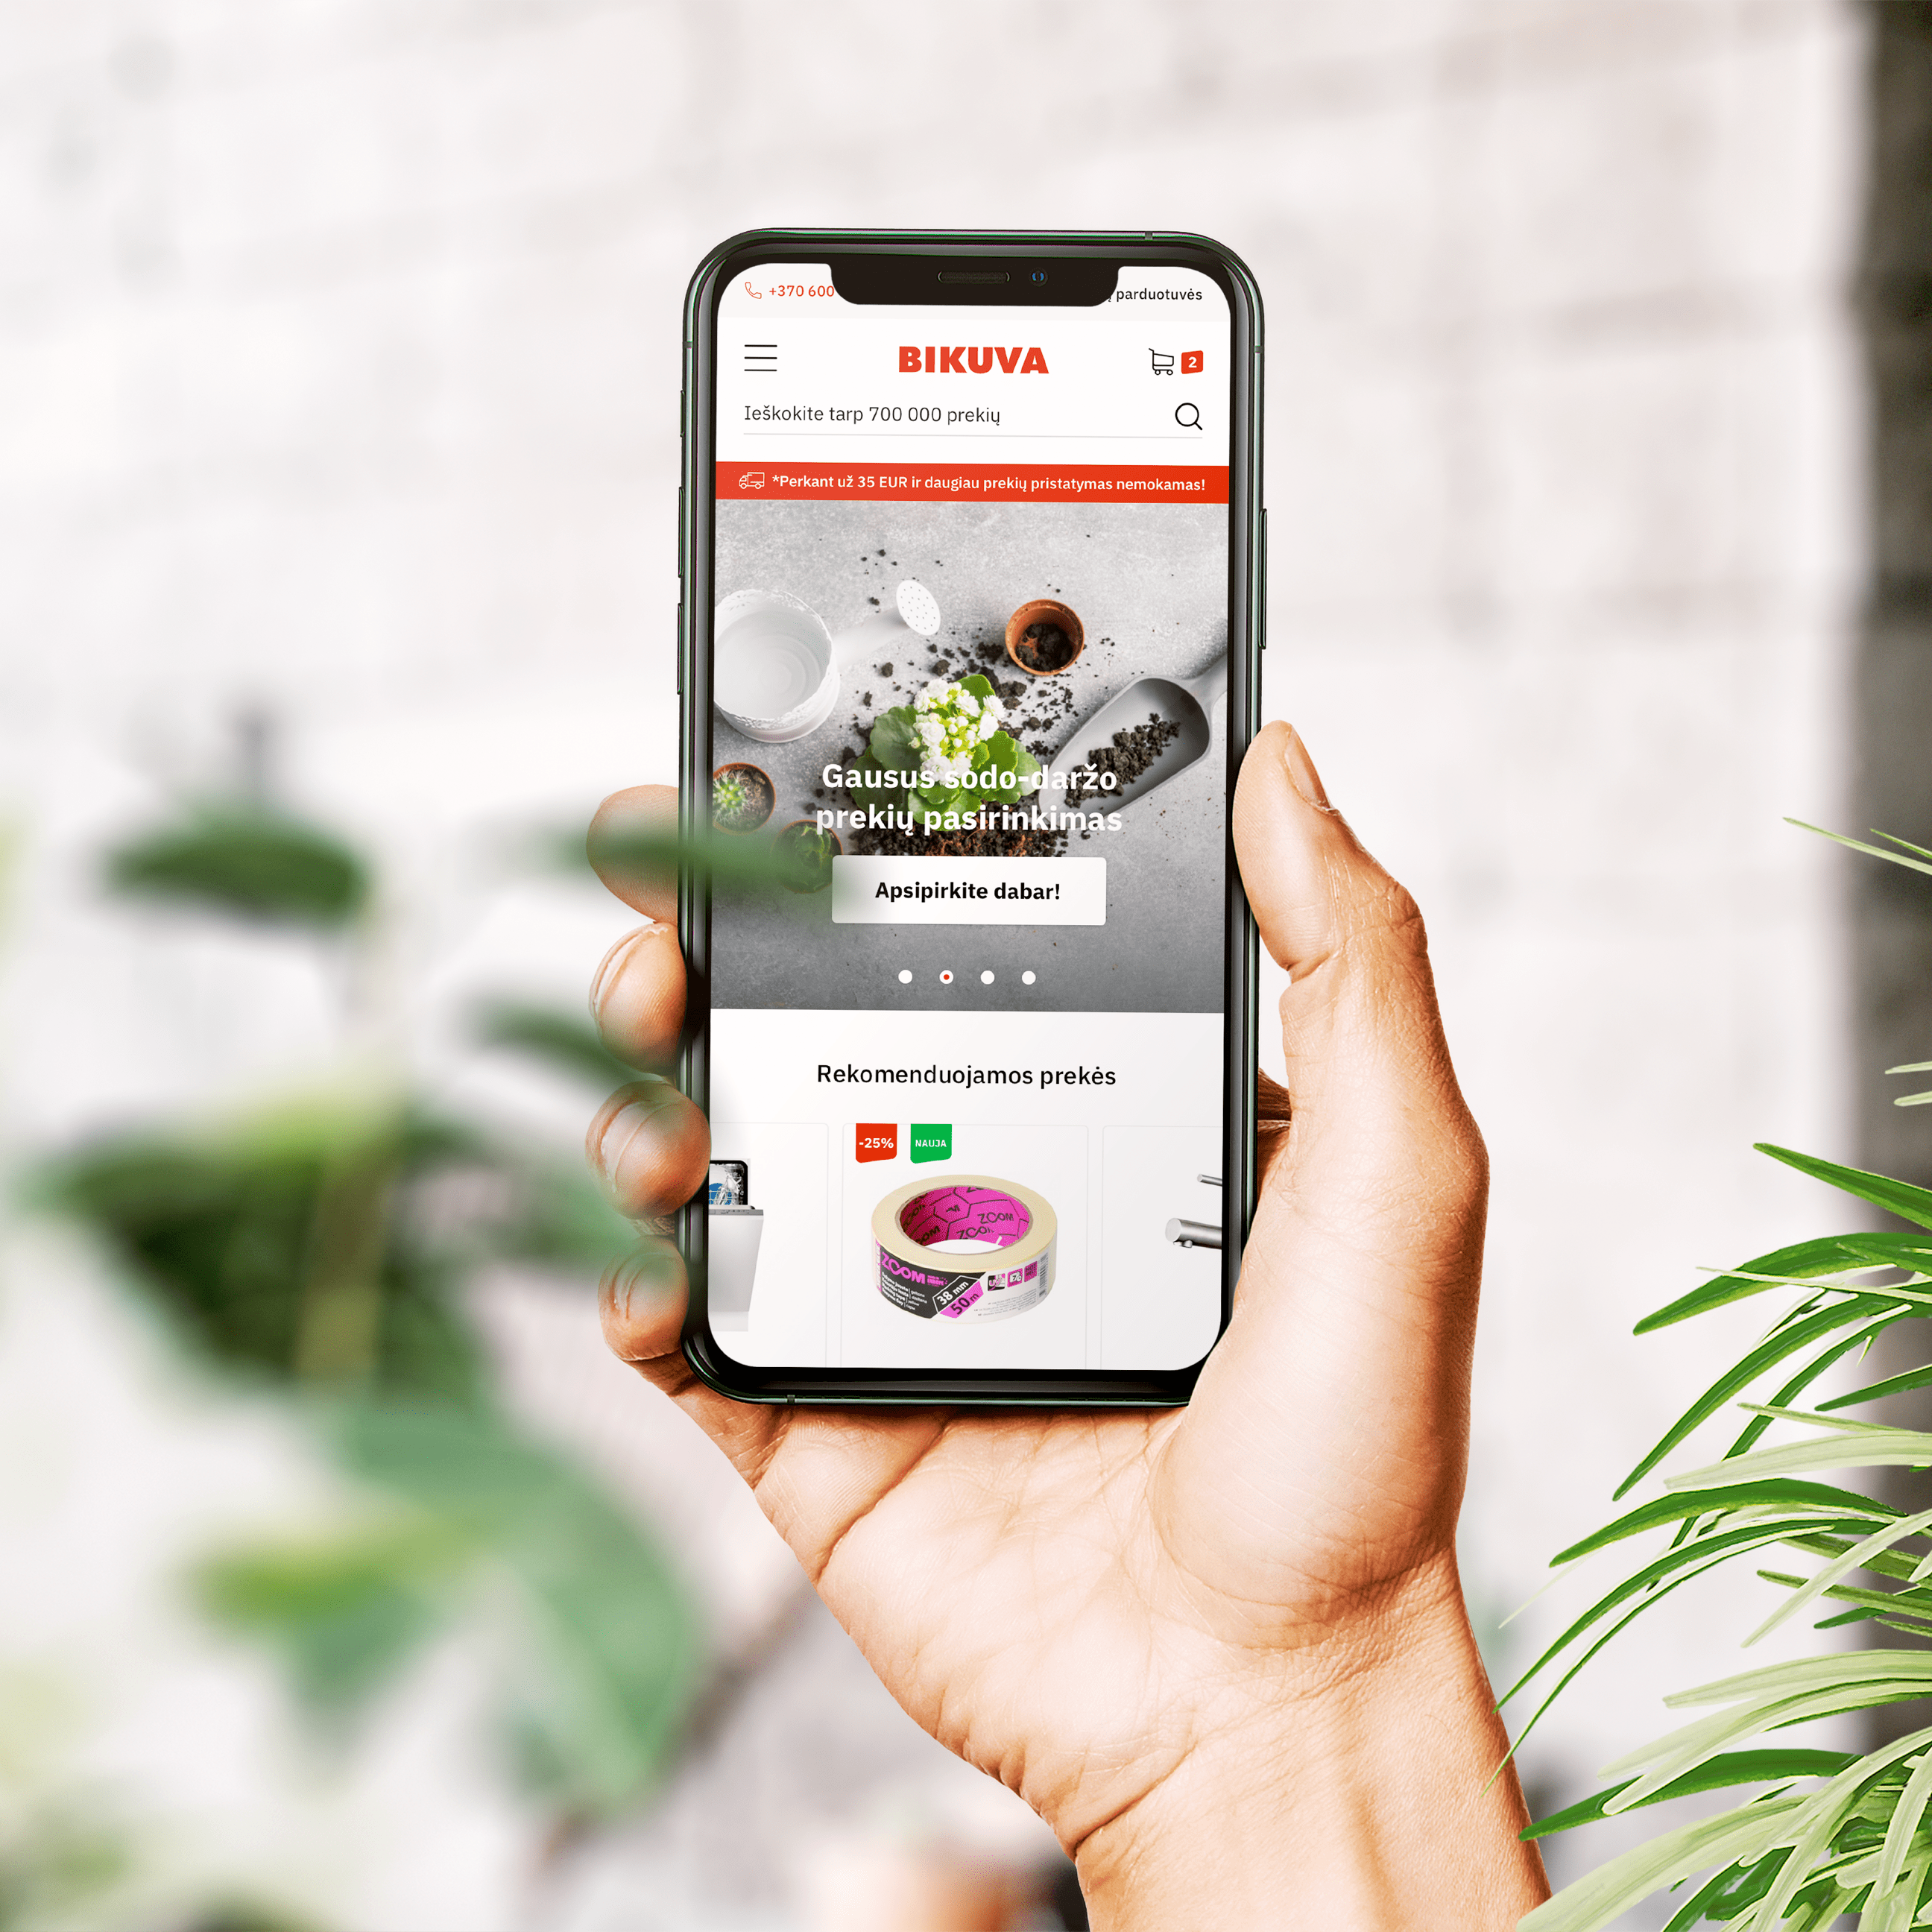 +370 600
parduotuvės
BIKUVA
2
Ieškokite tarp 700 000 prekių
*Perkant už 35 EUR ir daugiau prekių pristatymas nemokamas!
Gausus sodo-daržo
prekių pasirinkimas
Apsipirkite dabar!
Rekomenduojamos prekės
-25%
NAUJA
ZOOM
ZOOM
38 mm
50 m